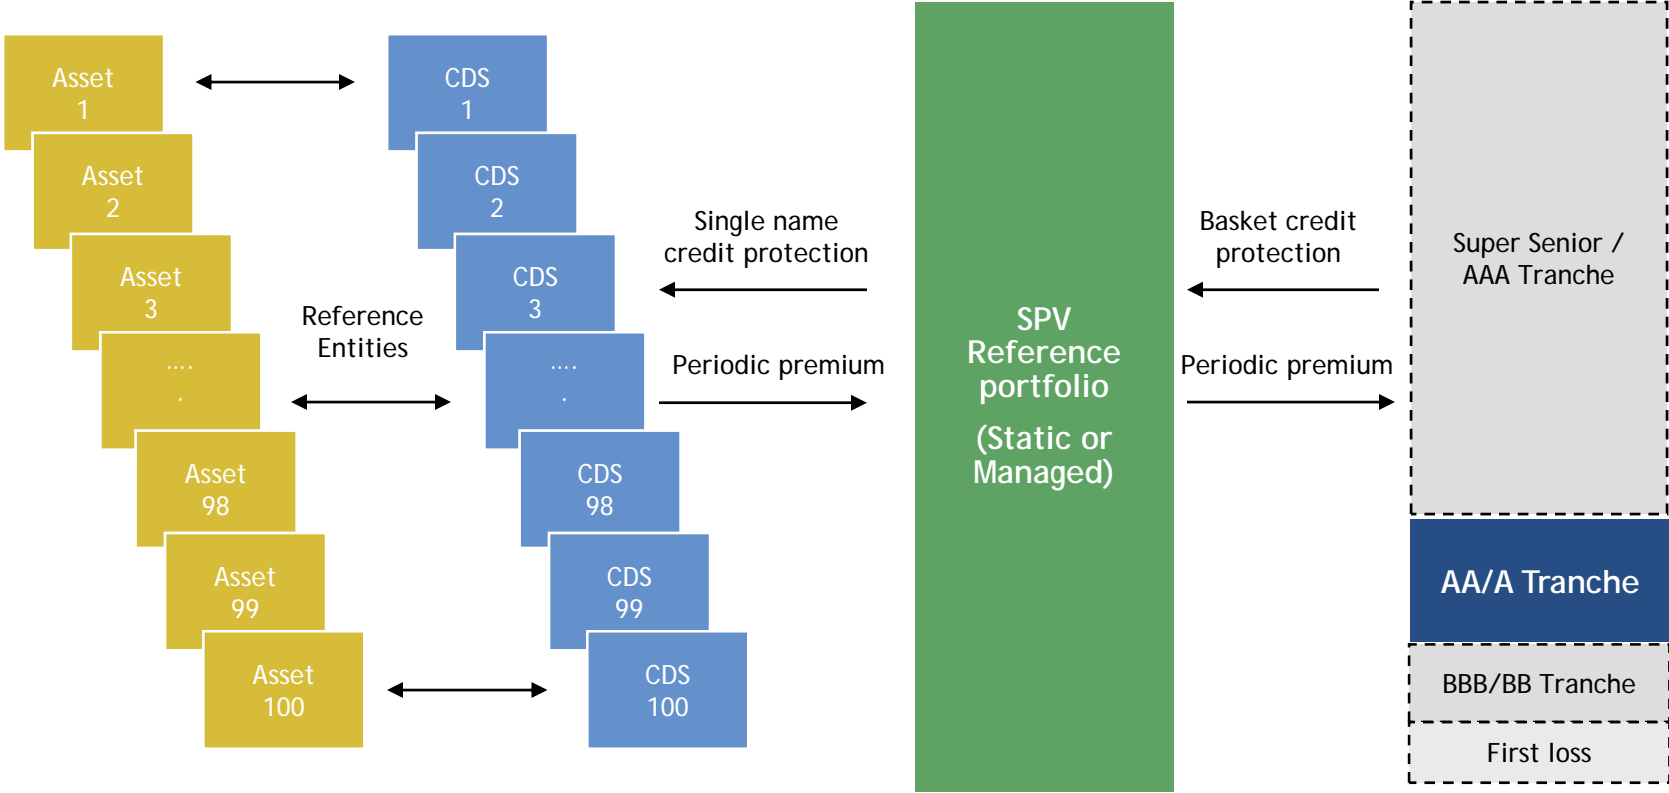 Asset
1
Asset
2
Asset
3
....
.
Asset
98
Asset
99
Asset
100
Reference
Entities
CDS
1
CDS
2
CDS
3
....
.
CDS
98
CDS
99
CDS
100
Single name
credit protection
Periodic premium
SPV
Reference
portfolio
(Static or
Managed)
Basket credit
protection
Periodic premium
Super Senior /
AAA Tranche
AA/A Tranche
BBB/BB Tranche
First loss